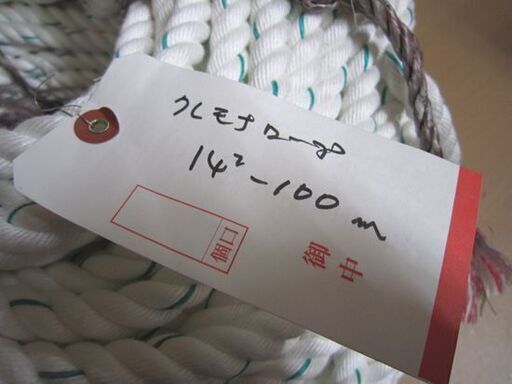 クレモナロープ
14²-100m
個口
御中